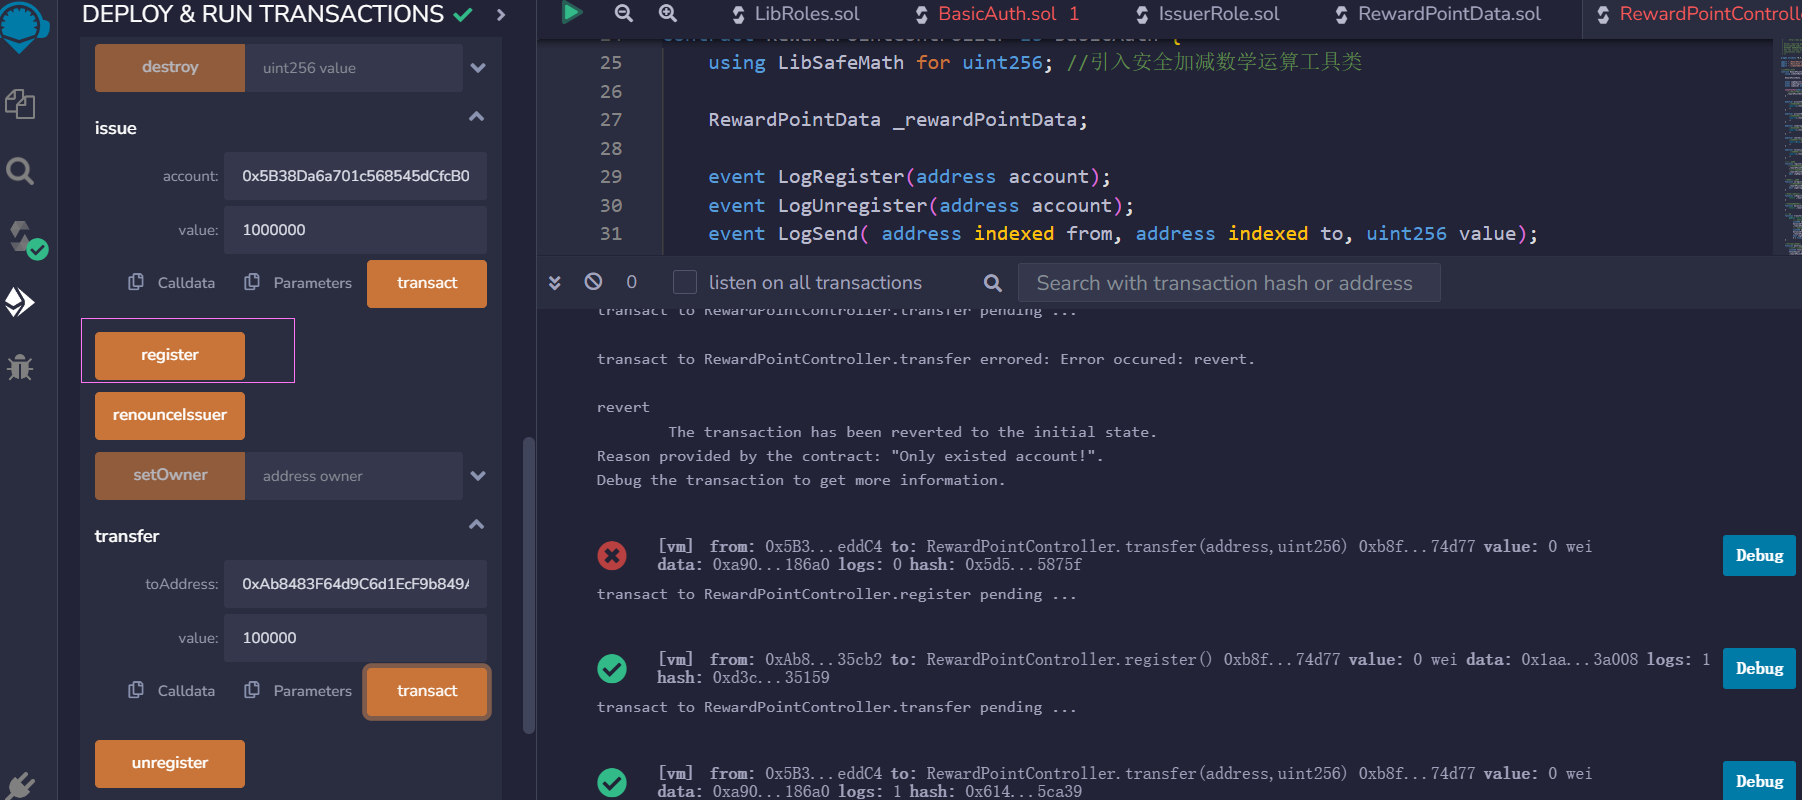 DEPLOY & RUN TRANSACTIONS
destroy uint256 value
issue
account: 0x5B38Da6a701c568545dCfcB0
value: 1000000
Calldata Parameters transact
register
renounceIssuer
setOwner address owner
transfer
toAddress: 0xAb8483F64d9C6d1EcF9b849A
value: 100000
Calldata Parameters transact
unregister
LibRoles.sol BasicAuth.sol 1 IssuerRole.sol RewardPointData.sol RewardPointControll
25 using LibSafeMath for uint256; //引入安全加减数学运算工具类
26
27 RewardPointData _rewardPointData;
28
29 event LogRegister(address account);
30 event LogUnregister(address account);
31 event LogSend( address indexed from, address indexed to, uint256 value);
0 listen on all transactions Search with transaction hash or address
transact to RewardPointController.transfer pending ...
transact to RewardPointController.transfer errored: Error occured: revert.
revert
The transaction has been reverted to the initial state.
Reason provided by the contract: "Only existed account!".
Debug the transaction to get more information.
[vm] from: 0x5B3...eddC4 to: RewardPointController.transfer(address,uint256) 0xb8f...74d77 value: 0 wei
data: 0xa90...186a0 logs: 0 hash: 0x5d5...5875f
Debug
transact to RewardPointController.register pending ...
[vm] from: 0xAb8...35cb2 to: RewardPointController.register() 0xb8f...74d77 value: 0 wei data: 0x1aa...3a008 logs: 1
hash: 0xd3c...35159
Debug
transact to RewardPointController.transfer pending ...
[vm] from: 0x5B3...eddC4 to: RewardPointController.transfer(address,uint256) 0xb8f...74d77 value: 0 wei
data: 0xa90...186a0 logs: 1 hash: 0x614...5ca39
Debug